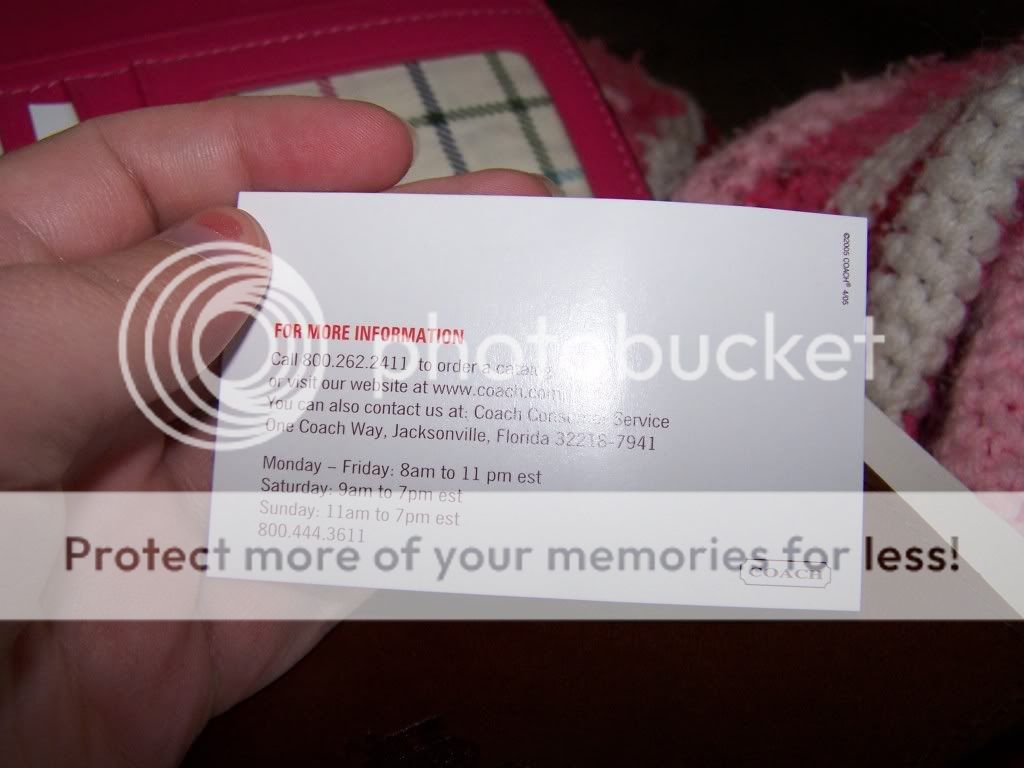 ©2005 COACH® 4/05
FOR MORE INFORMATION
Call 800.262.2411 to order a catalog
or visit our website at www.coach.com
You can also contact us at: Coach Consumer Service
One Coach Way, Jacksonville, Florida 32218-7941
Monday – Friday: 8am to 11 pm est
Saturday: 9am to 7pm est
Sunday: 11am to 7pm est
800.444.3611
COACH
photobucket
Protect more of your memories for less!